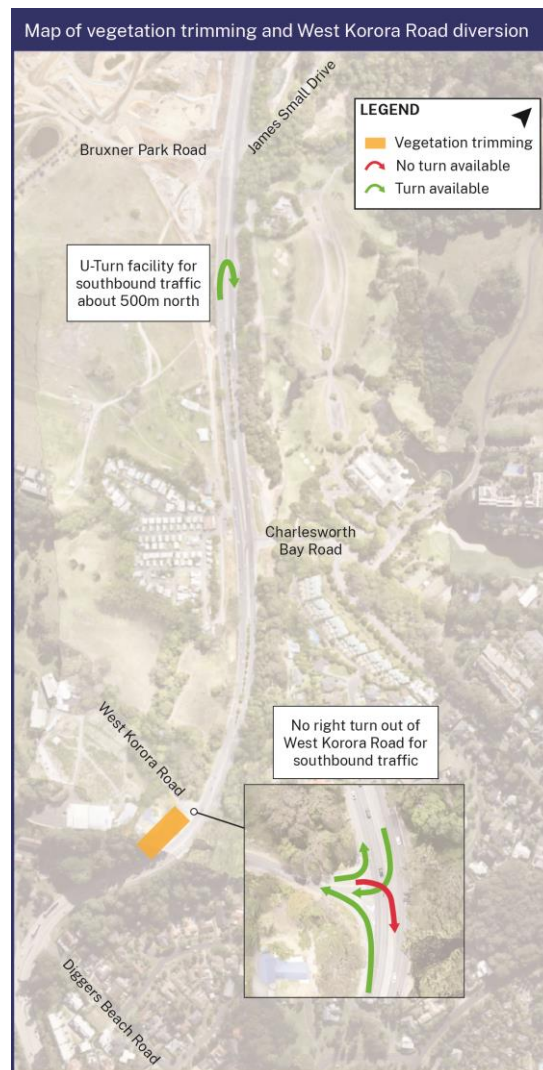 Map of vegetation trimming and West Korora Road diversion
James Small Drive
LEGEND
Vegetation trimming
No turn available
Turn available
Bruxner Park Road
U-Turn facility for
southbound traffic
about 500m north
Charlesworth
Bay Road
West Korora Road
No right turn out of
West Korora Road for
southbound traffic
Diggers Beach Road